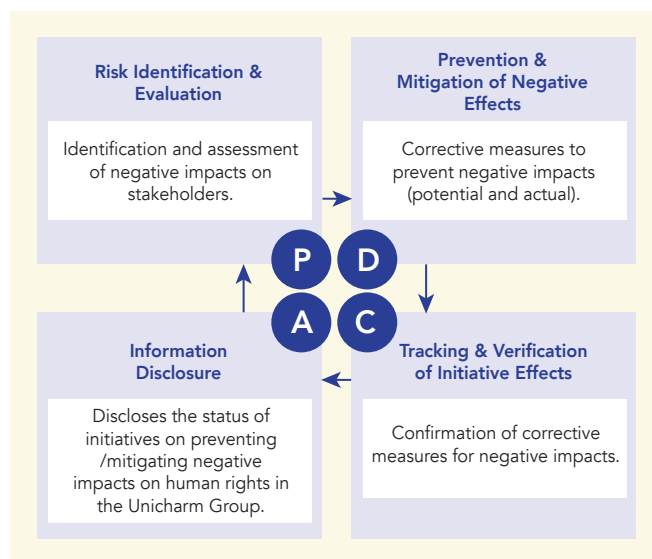 Risk Identification &
Evaluation
Identification and assessment
of negative impacts on
stakeholders.
Prevention &
Mitigation of Negative
Effects
Corrective measures to
prevent negative impacts
(potential and actual).
P
D
A
C
Information
Disclosure
Discloses the status of
initiatives on preventing
/mitigating negative
impacts on human rights in
the Unicharm Group.
Tracking & Verification
of Initiative Effects
Confirmation of corrective
measures for negative impacts.